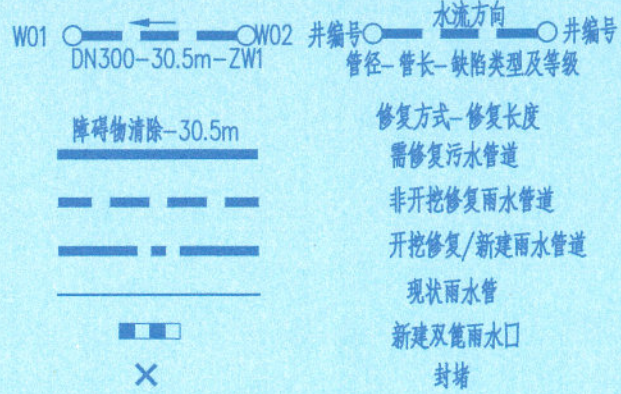 水流方向
W01 W02 井编号 井编号
DN300-30.5m-ZW1 管径-管长-缺陷类型及等级
障碍物清除-30.5m 修复方式-修复长度
需修复污水管道
非开挖修复雨水管道
开挖修复/新建雨水管道
现状雨水管
新建双篦雨水口
封堵